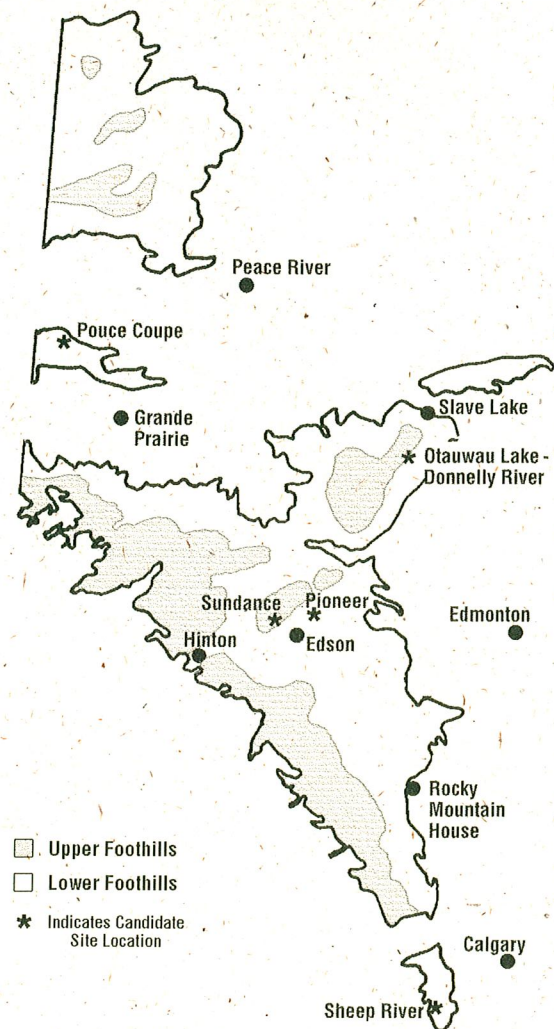 Peace River
Pouce Coupe
Grande
Prairie
Slave Lake
Otauwau Lake -
Donnelly River
Sundance
Pioneer
Hinton
Edson
Edmonton
Rocky
Mountain
House
Upper Foothills
Lower Foothills
* Indicates Candidate
Site Location
Calgary
Sheep River